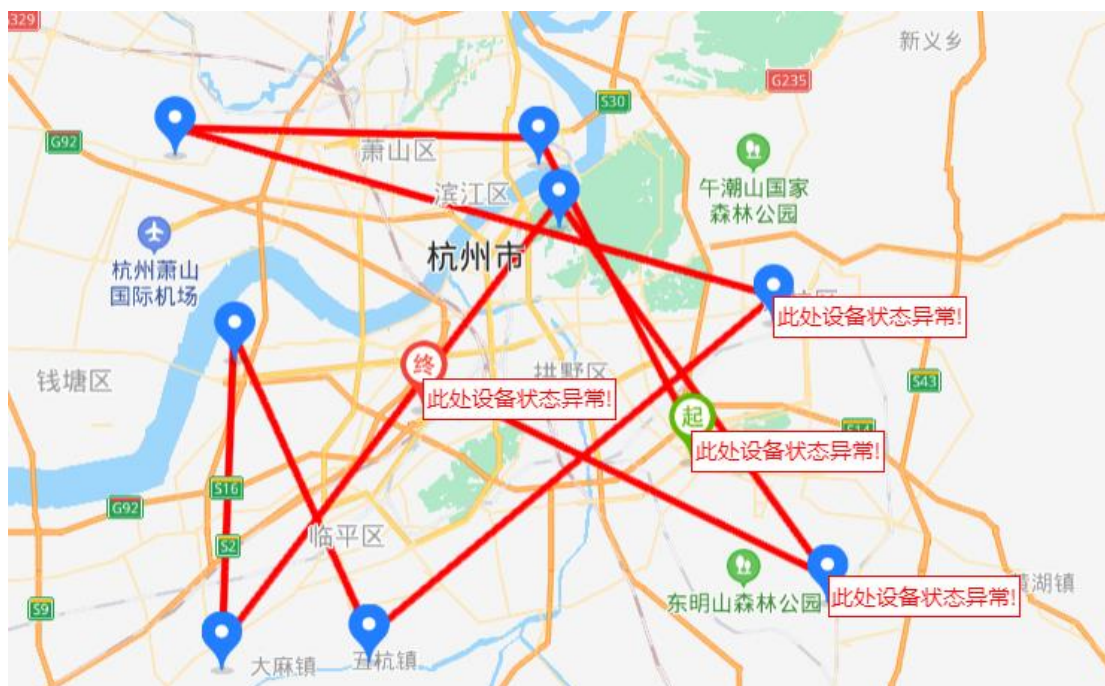 G329
新义乡
G235
S30
G92
萧山区
午潮山国家
森林公园
滨江区
杭州市
杭州萧山
国际机场
此处设备状态异常!
终
拱野区
钱塘区
S43
此处设备状态异常!
起
S14
此处设备状态异常!
S16
G92
临平区
S2
东明山森林公园
此处设备状态异常!
黄湖镇
S9
大麻镇
五杭镇